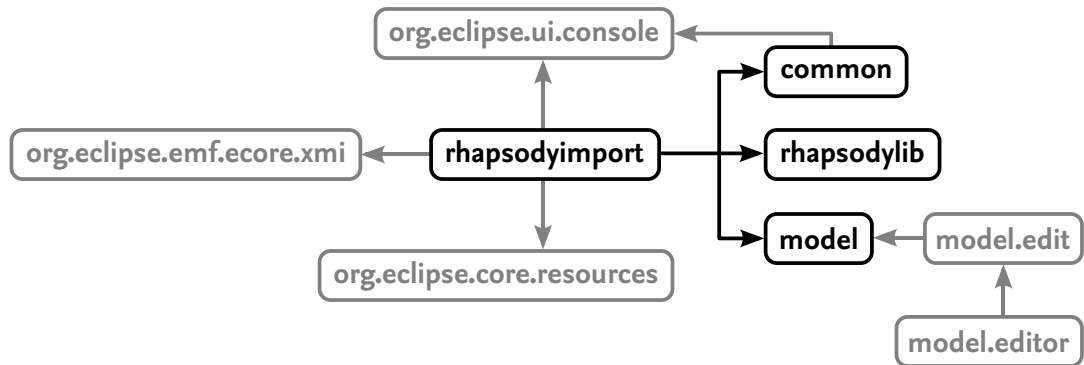 org.eclipse.ui.console
common
org.eclipse.emf.ecore.xmi
rhapsodyimport
rhapsodylib
model
model.edit
org.eclipse.core.resources
model.editor